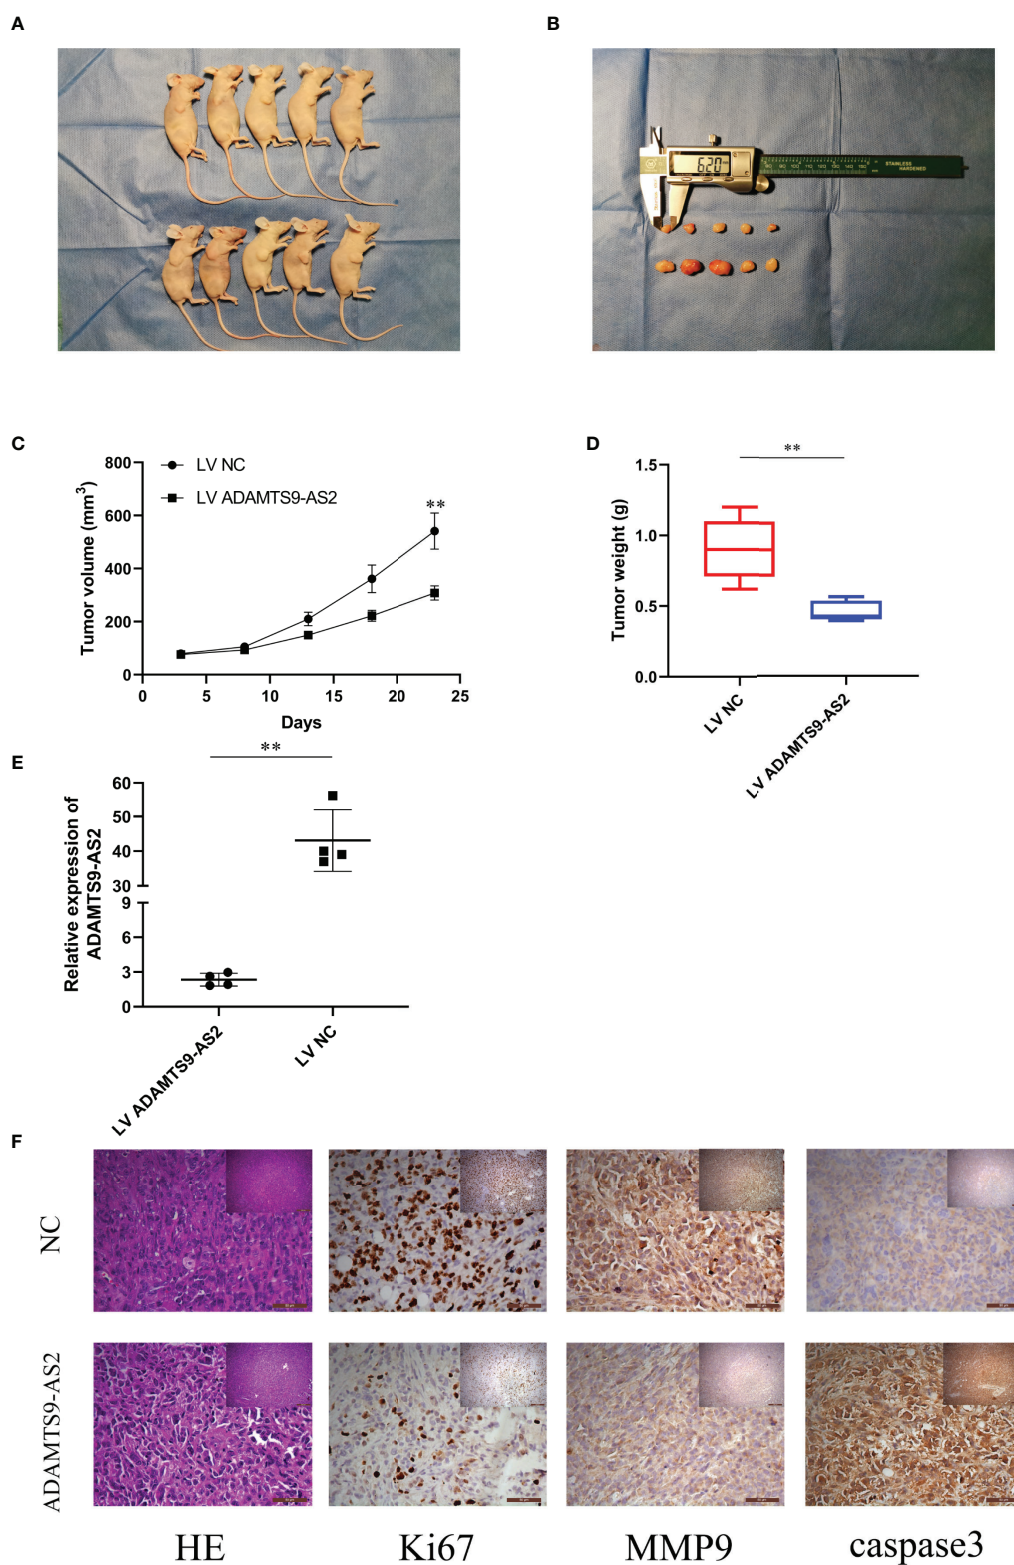 A
B
6.20
STAINLESS
HARDENED
C
800
600
400
200
0
Tumor volume (mm3)
LV NC
LV ADAMTS9-AS2
**
0 5 10 15 20 25
Days
D
**
1.5
1.0
0.5
0.0
Tumor weight (g)
LV NC
LV ADAMTS9-AS2
E
**
60
50
40
30
9
6
3
0
Relative expression of
ADAMTS9-AS2
LV ADAMTS9-AS2
LV NC
F
NC
ADAMTS9-AS2
HE Ki67 MMP9 caspase3